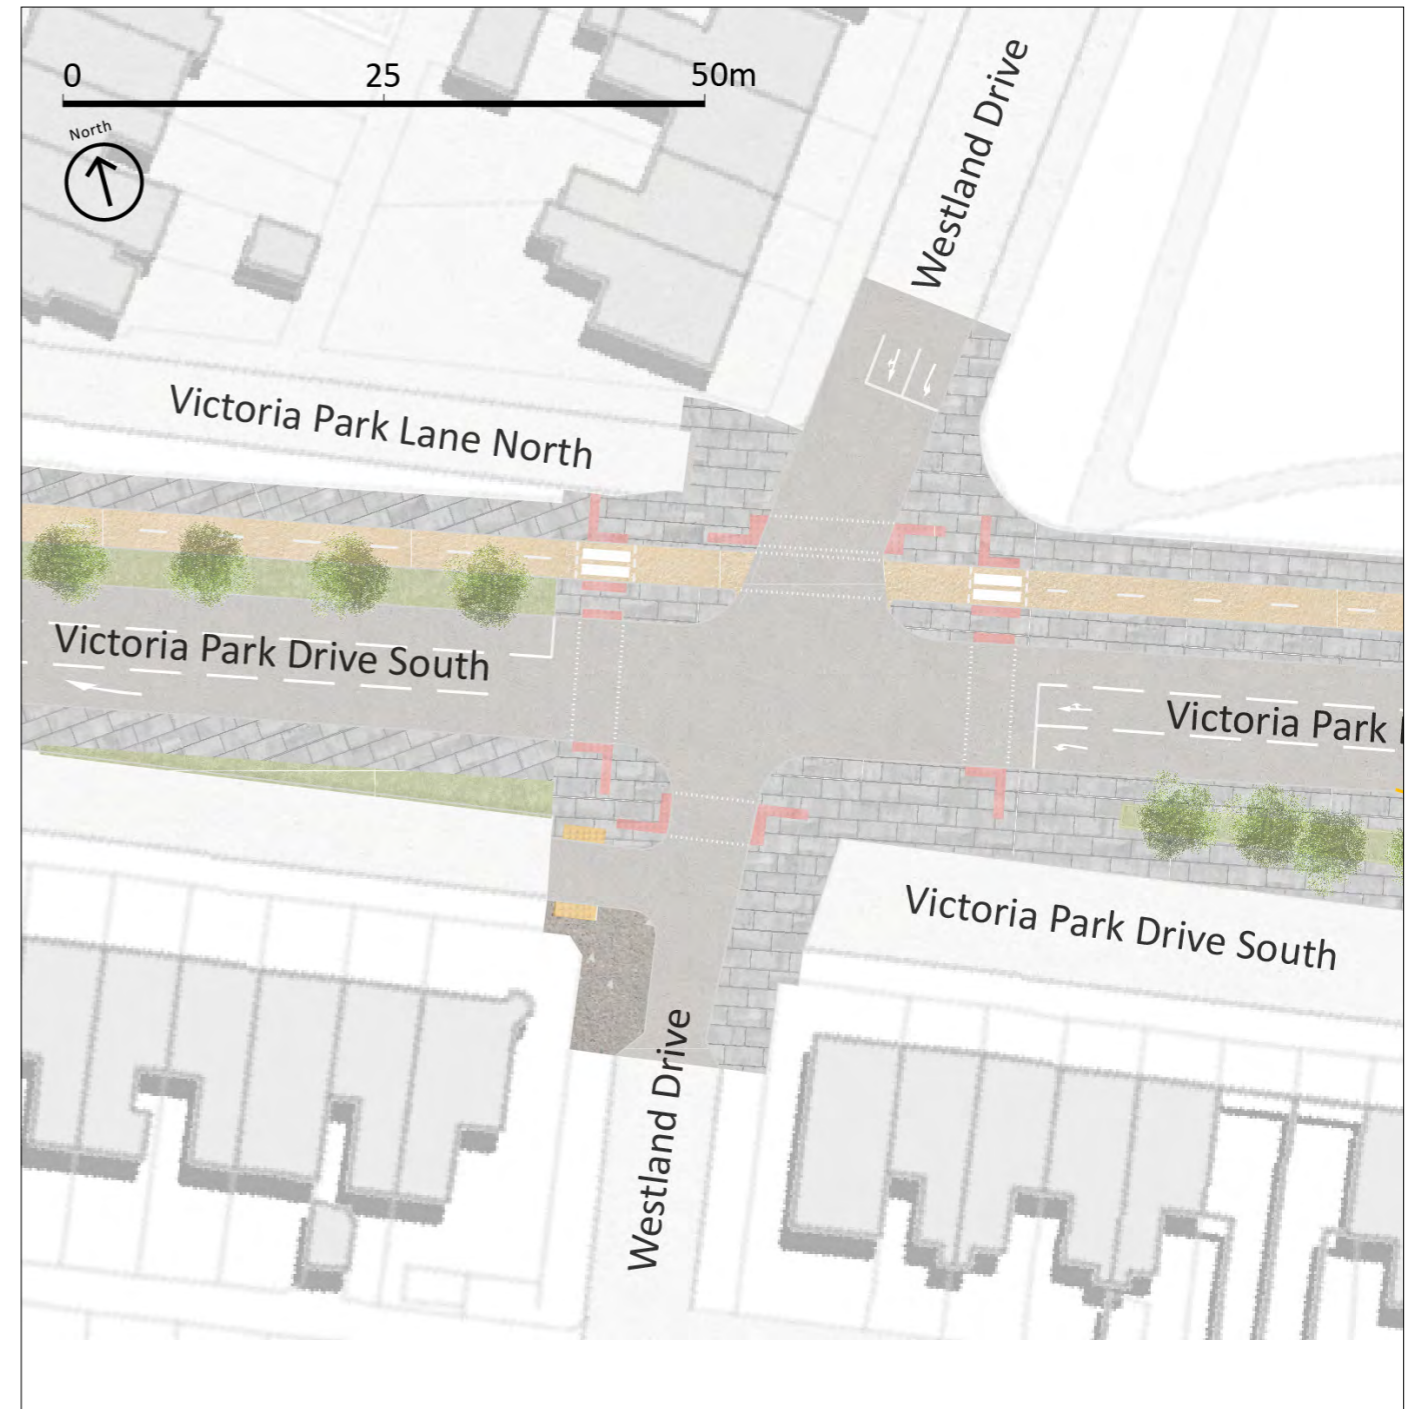 0 25 50m
North
Westland Drive
Victoria Park Lane North
Victoria Park Drive South
Victoria Park
Victoria Park Drive South
Westland Drive